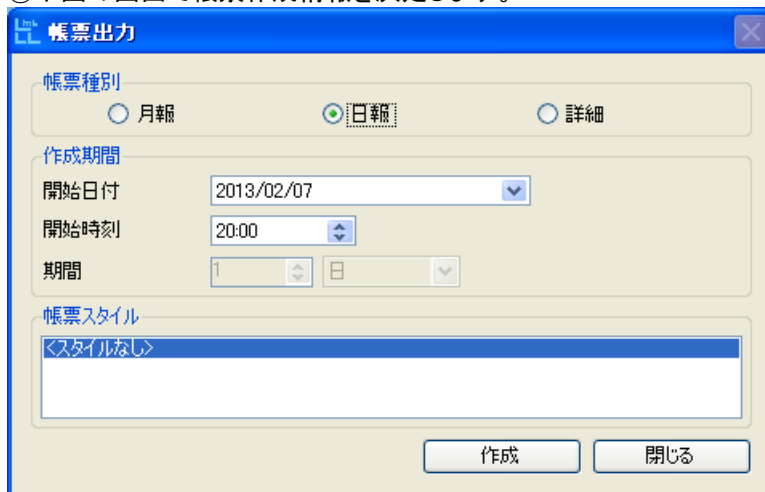 帳票出力
帳票種別
月報 日報 詳細
作成期間
開始日付 2013/02/07
開始時刻 20:00
期間 1 日
帳票スタイル
<スタイルなし>
作成 閉じる